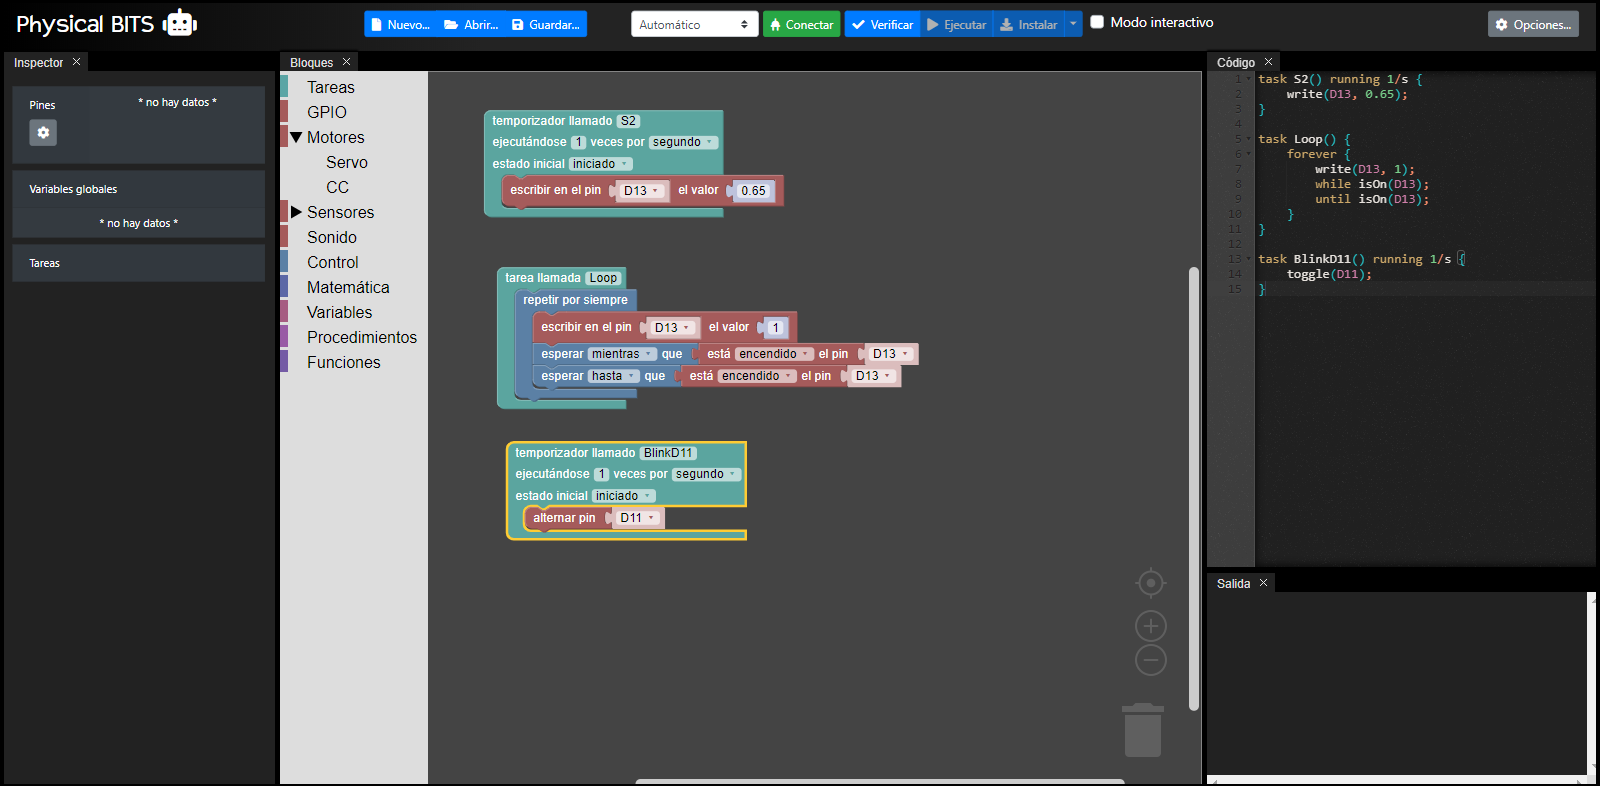 Physical BITS
Nuevo... Abrir... Guardar... Automático Conectar Verificar Ejecutar Instalar Modo interactivo Opciones...
Inspector
Pines
* no hay datos *
Variables globales
* no hay datos *
Tareas
Bloques
Tareas
GPIO
Motores
Servo
CC
Sensores
Sonido
Control
Matemática
Variables
Procedimientos
Funciones
temporizador llamado S2
ejecutándose 1 veces por segundo
estado inicial iniciado
escribir en el pin D13 el valor 0.65
tarea llamada Loop
repetir por siempre
escribir en el pin D13 el valor 1
esperar mientras que está encendido el pin D13
esperar hasta que está encendido el pin D13
temporizador llamado BlinkD11
ejecutándose 1 veces por segundo
estado inicial iniciado
alternar pin D11
Código
1 task S2() running 1/s {
2 write(D13, 0.65);
3 }
4
5 task Loop() {
6 forever {
7 write(D13, 1);
8 while isOn(D13);
9 until isOn(D13);
10 }
11 }
12
13 task BlinkD11() running 1/s {
14 toggle(D11);
15 }
Salida